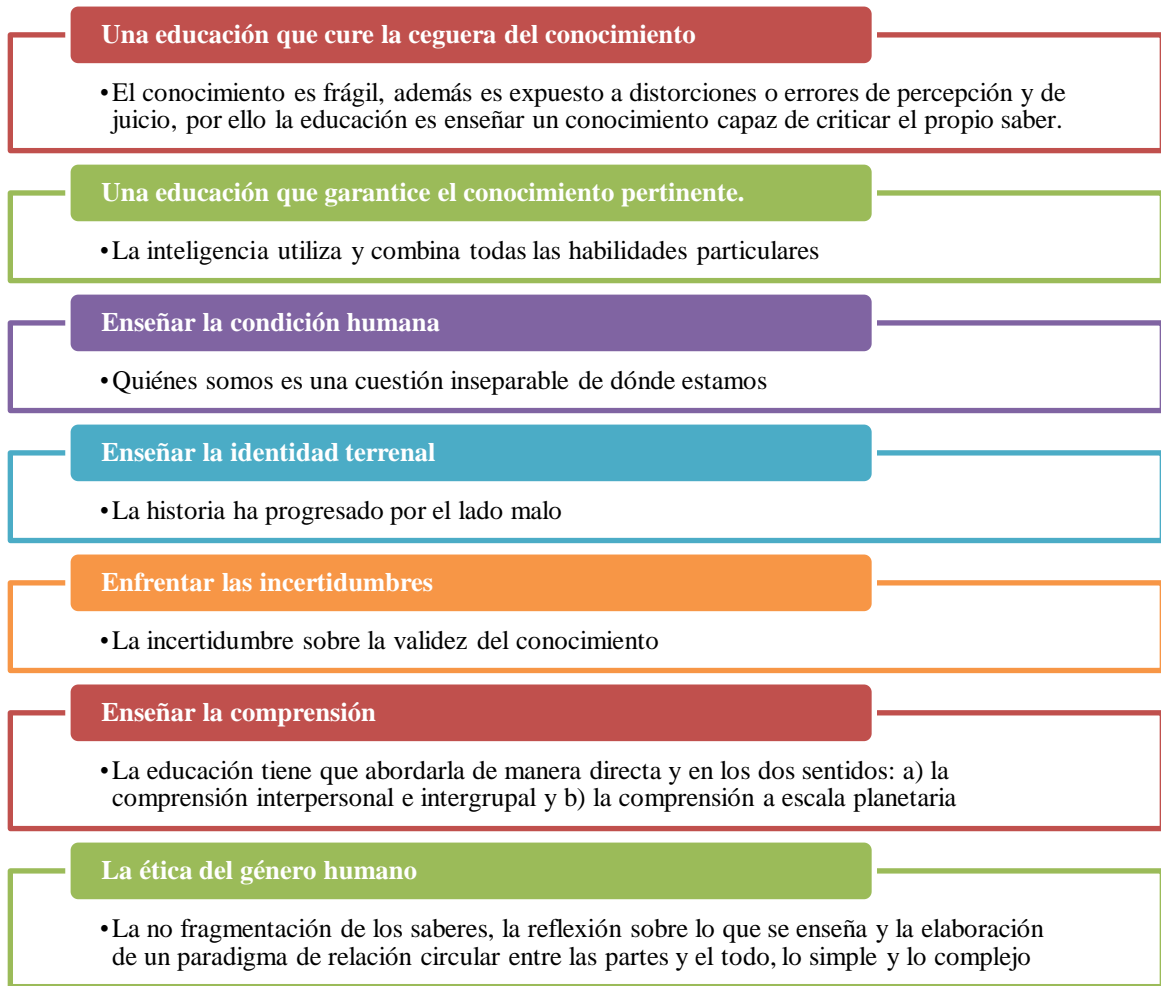 Una educación que cure la ceguera del conocimiento
•El conocimiento es frágil, además es expuesto a distorciones o errores de percepción y de
juicio, por ello la educación es enseñar un conocimiento capaz de criticar el propio saber.
Una educación que garantice el conocimiento pertinente.
•La inteligencia utiliza y combina todas las habilidades particulares
Enseñar la condición humana
•Quiénes somos es una cuestión inseparable de dónde estamos
Enseñar la identidad terrenal
•La historia ha progresado por el lado malo
Enfrentar las incertidumbres
•La incertidumbre sobre la validez del conocimiento
Enseñar la comprensión
•La educación tiene que abordarla de manera directa y en los dos sentidos: a) la
comprensión interpersonal e intergrupal y b) la comprensión a escala planetaria
La ética del género humano
•La no fragmentación de los saberes, la reflexión sobre lo que se enseña y la elaboración
de un paradigma de relación circular entre las partes y el todo, lo simple y lo complejo